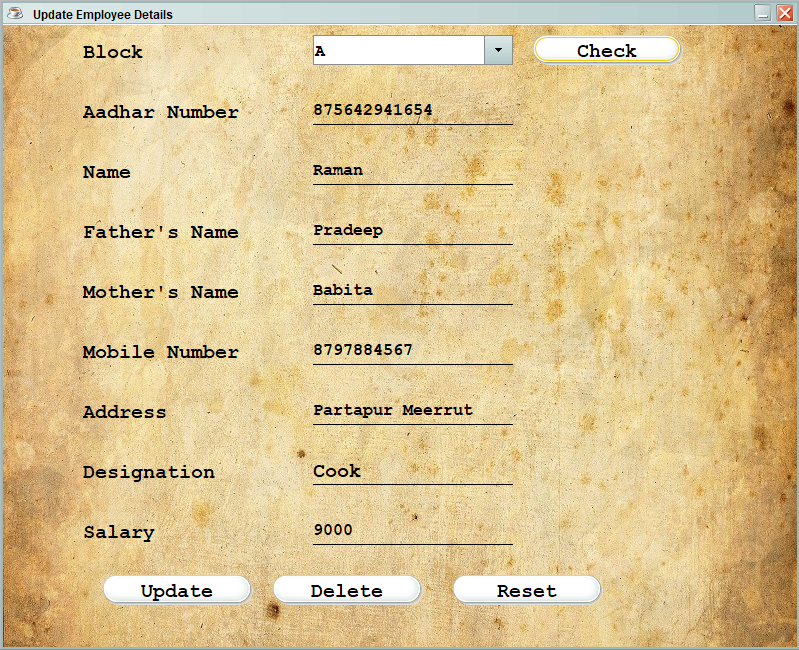 Update Employee Details
Block A Check
Aadhar Number 875642941654
Name Raman
Father's Name Pradeep
Mother's Name Babita
Mobile Number 8797884567
Address Partapur Meerrut
Designation Cook
Salary 9000
Update Delete Reset